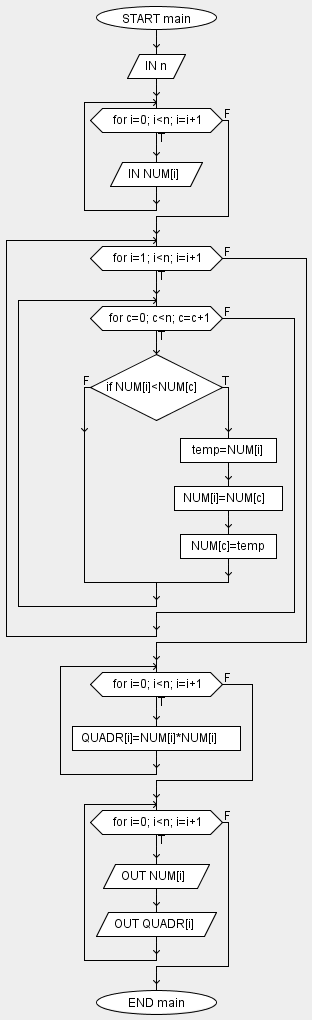 START main
IN n
for i=0; i<n; i=i+1
F
T
IN NUM[i]
for i=1; i<n; i=i+1
F
T
for c=0; c<n; c=c+1
F
T
F
if NUM[i]<NUM[c]
T
temp=NUM[i]
NUM[i]=NUM[c]
NUM[c]=temp
for i=0; i<n; i=i+1
F
T
QUADR[i]=NUM[i]*NUM[i]
for i=0; i<n; i=i+1
F
T
OUT NUM[i]
OUT QUADR[i]
END main